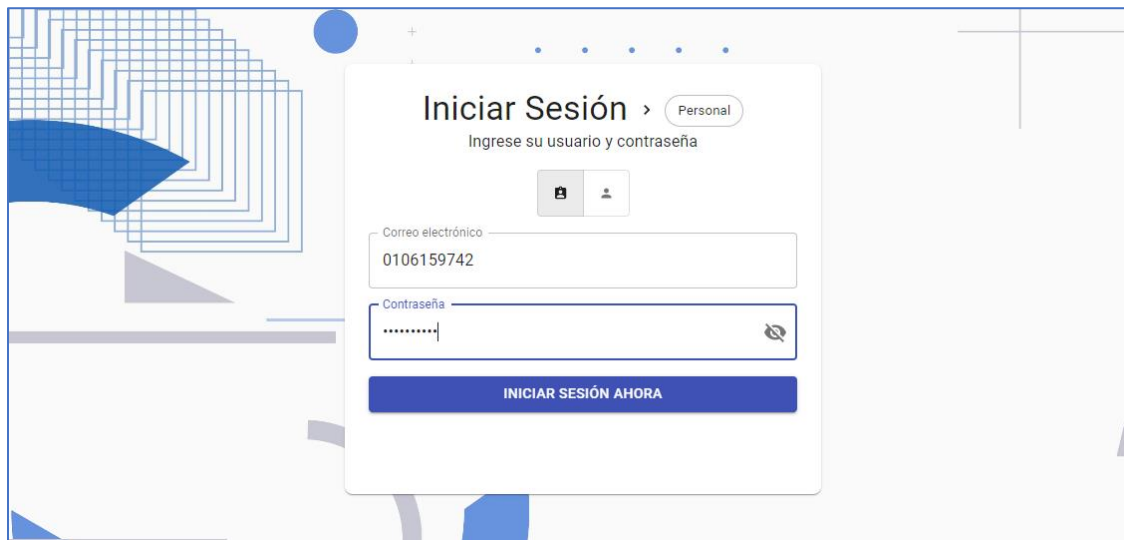 Iniciar Sesión › Personal
Ingrese su usuario y contraseña
Correo electrónico
0106159742
Contraseña
••••••••••
INICIAR SESIÓN AHORA